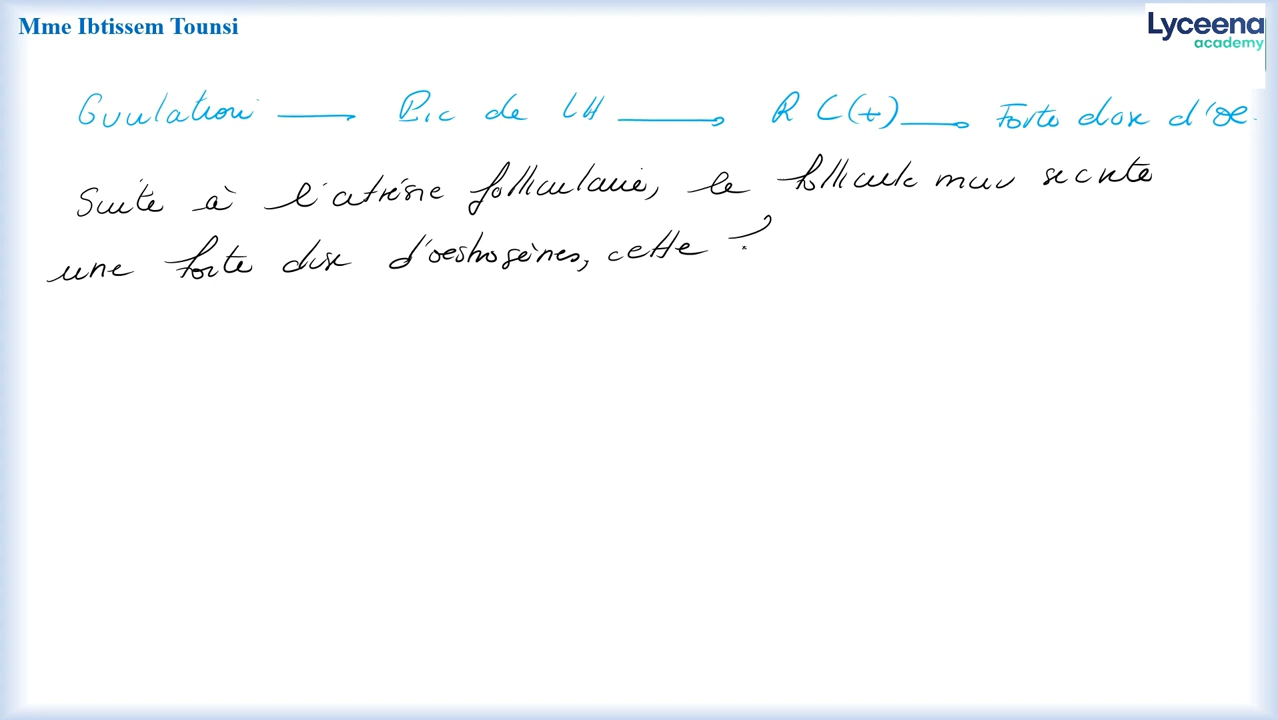 Mme Ibtissem Tounsi
Lyceena
academy
Ovulation → Pic de LH → RC(+) → Forte dose d'œ.
Suite à l'atrésie folliculaire, le follicule mur secrète
une forte dose d'oestrogènes, cette